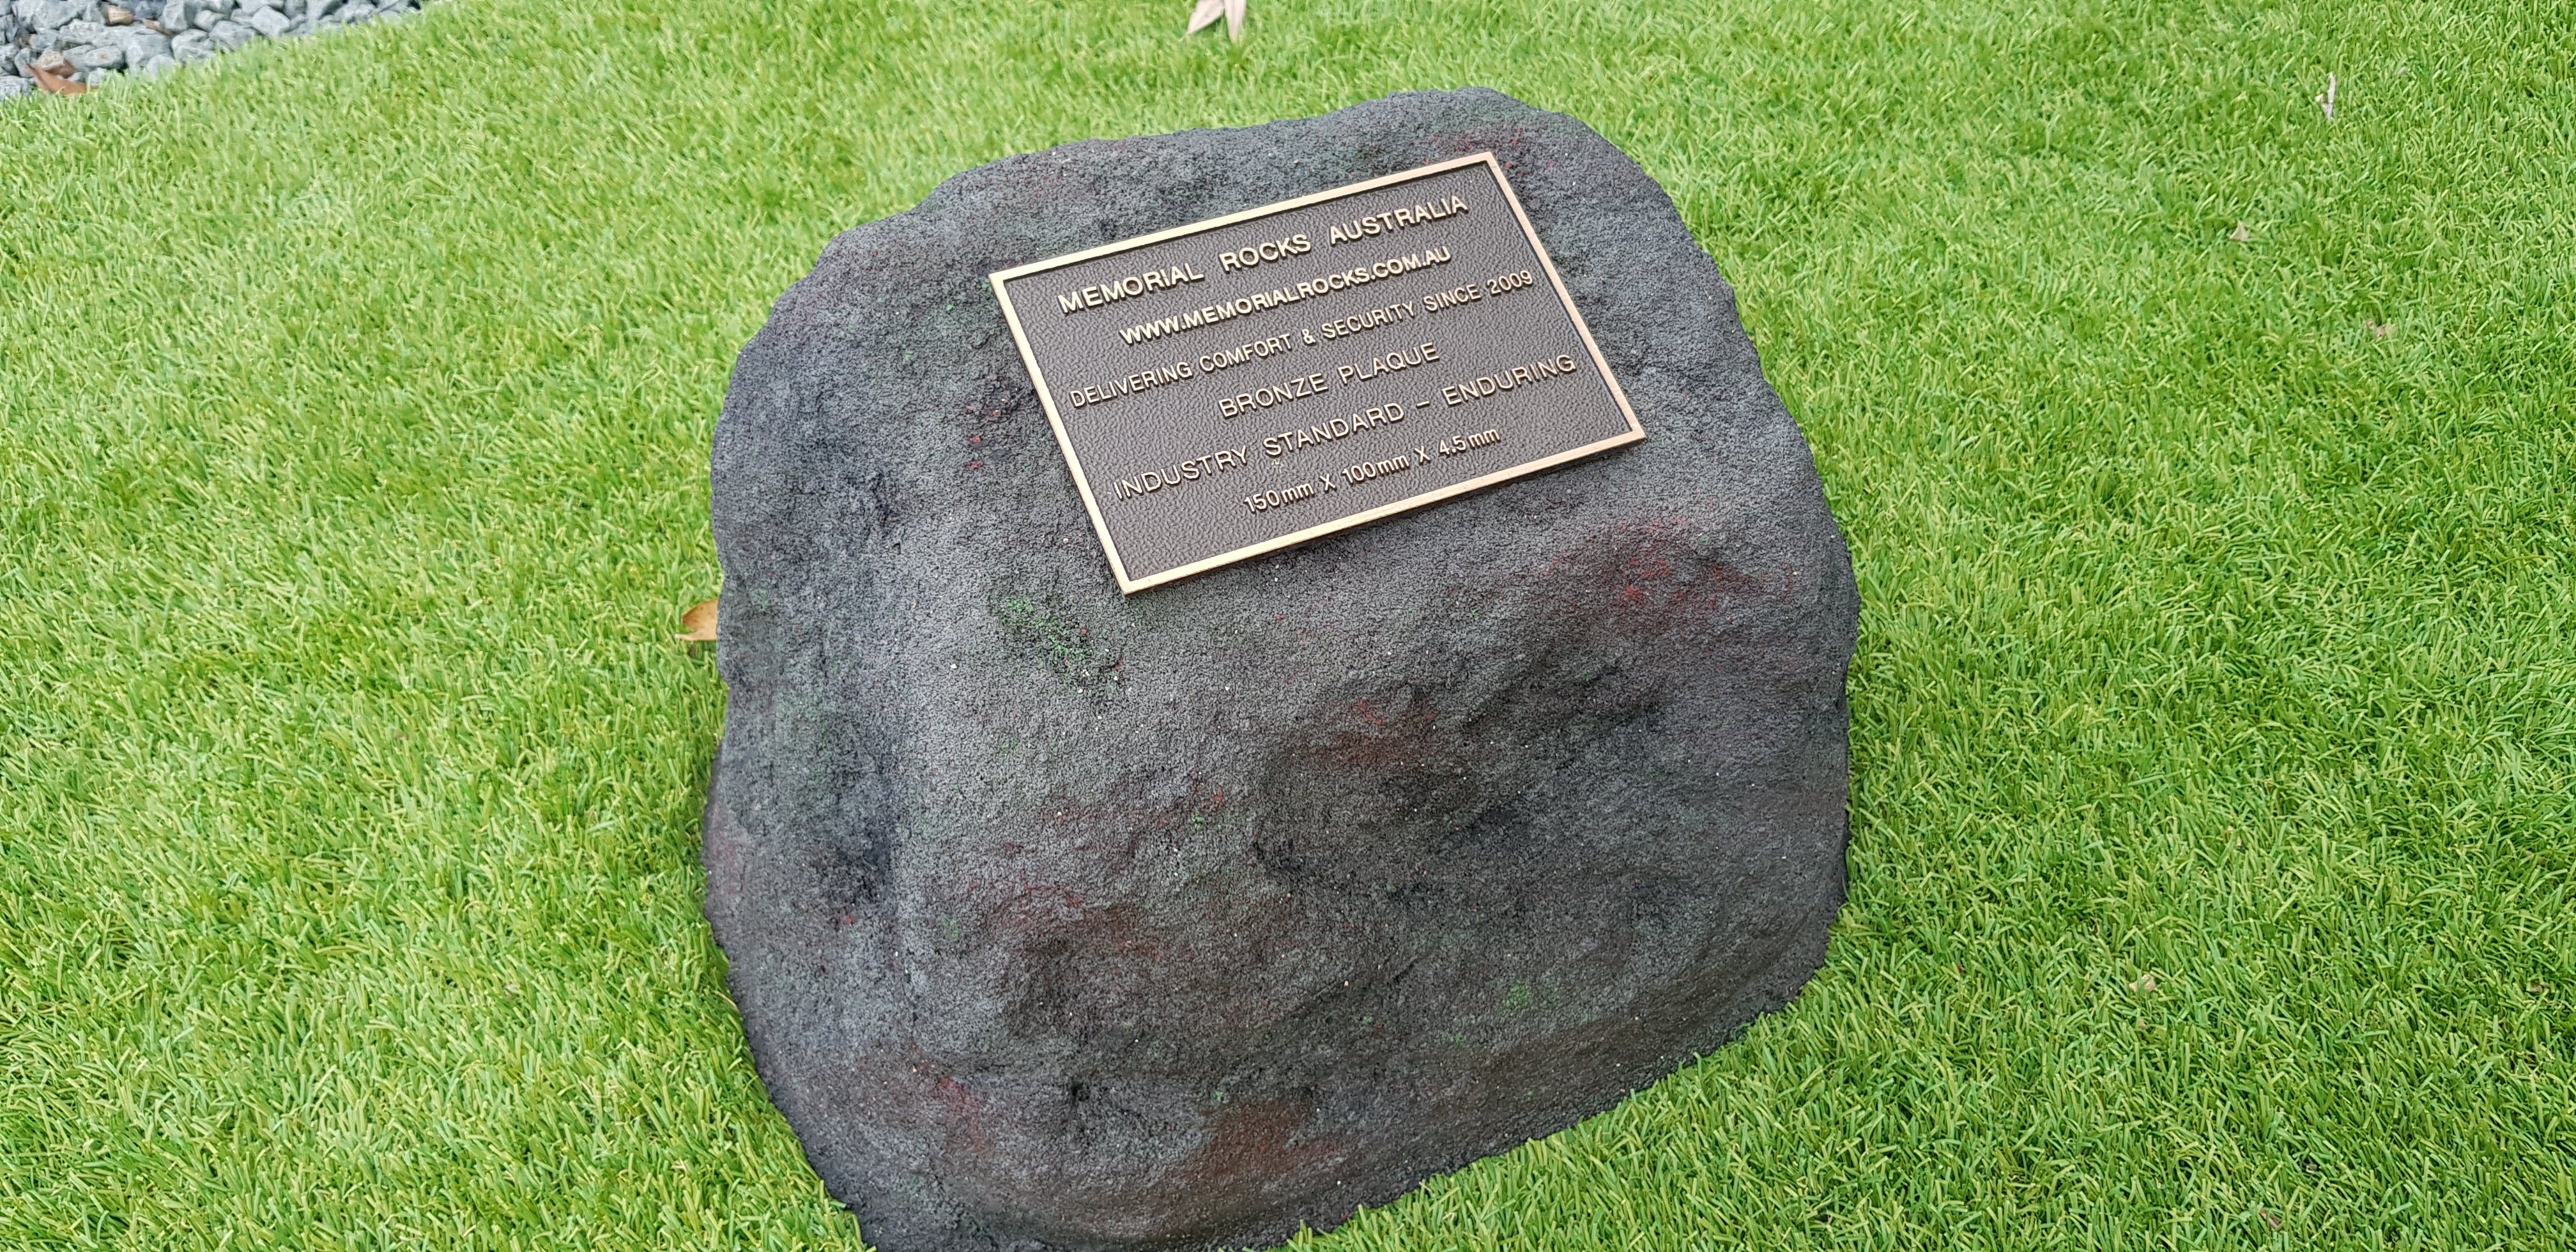 MEMORIAL ROCKS AUSTRALIA
WWW.MEMORIALROCKS.COM.AU
DELIVERING COMFORT & SECURITY SINCE 2009
BRONZE PLAQUE
INDUSTRY STANDARD - ENDURING
150mm X 100mm X 4.5mm